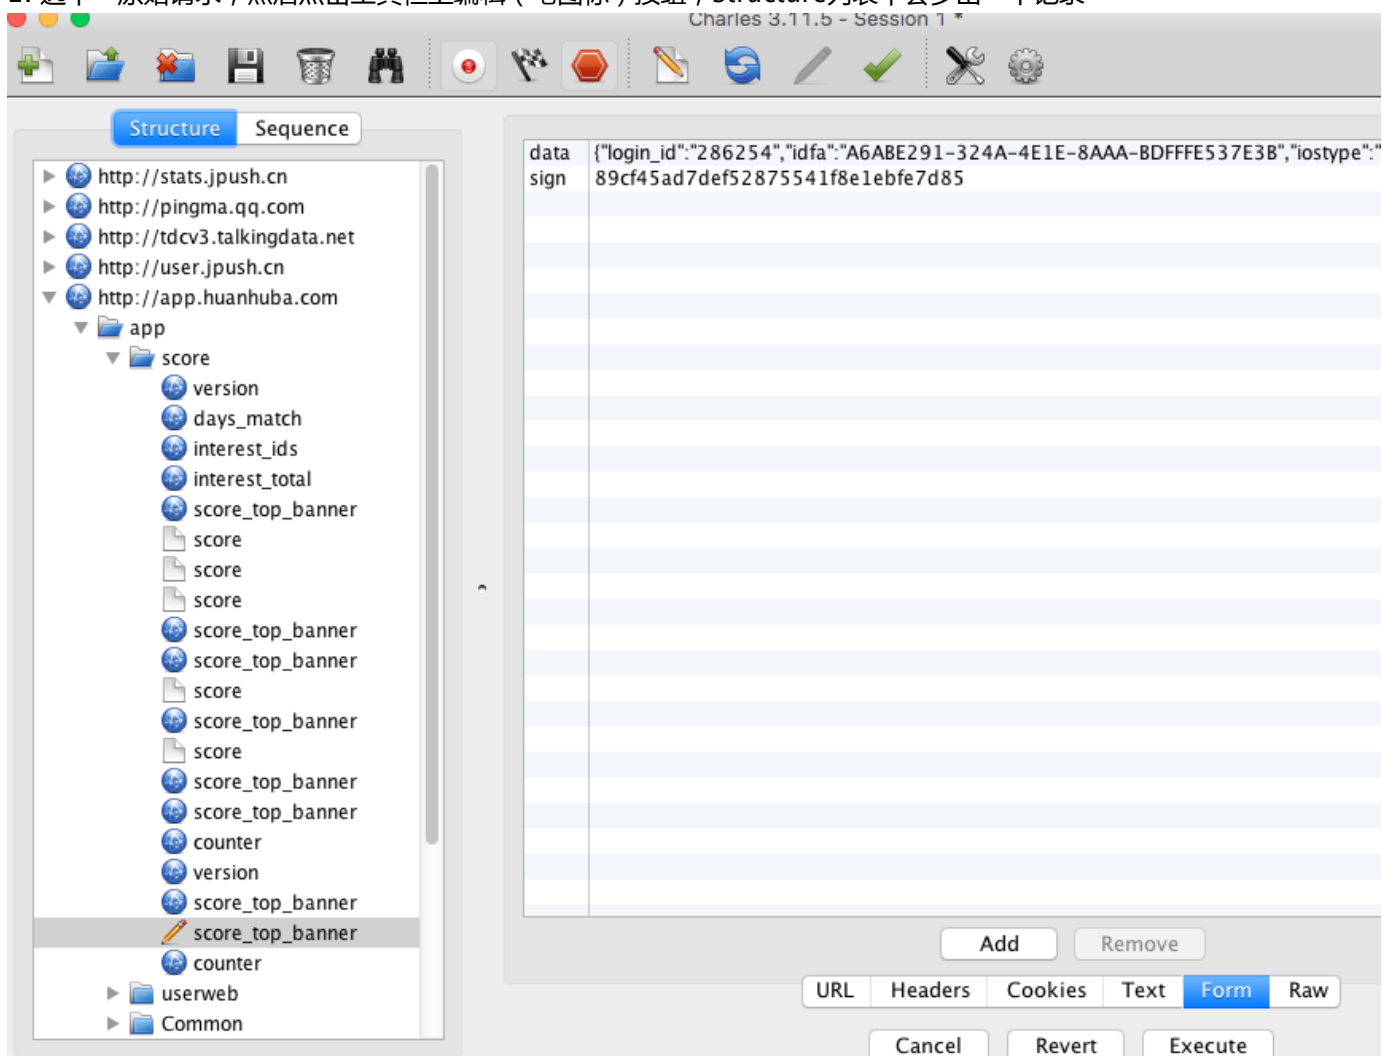 Charles 3.11.5 - Session 1 *
Structure
Sequence
http://stats.jpush.cn
http://pingma.qq.com
http://tdcv3.talkingdata.net
http://user.jpush.cn
http://app.huanhuba.com
app
score
version
days_match
interest_ids
interest_total
score_top_banner
score
score
score
score_top_banner
score_top_banner
score
score_top_banner
score
score_top_banner
score_top_banner
counter
version
score_top_banner
score_top_banner
counter
userweb
Common
data {"login_id":"286254","idfa":"A6ABE291-324A-4E1E-8AAA-BDFFFE537E3B","iostype":"
sign 89cf45ad7def52875541f8e1ebfe7d85
Add
Remove
URL
Headers
Cookies
Text
Form
Raw
Cancel
Revert
Execute